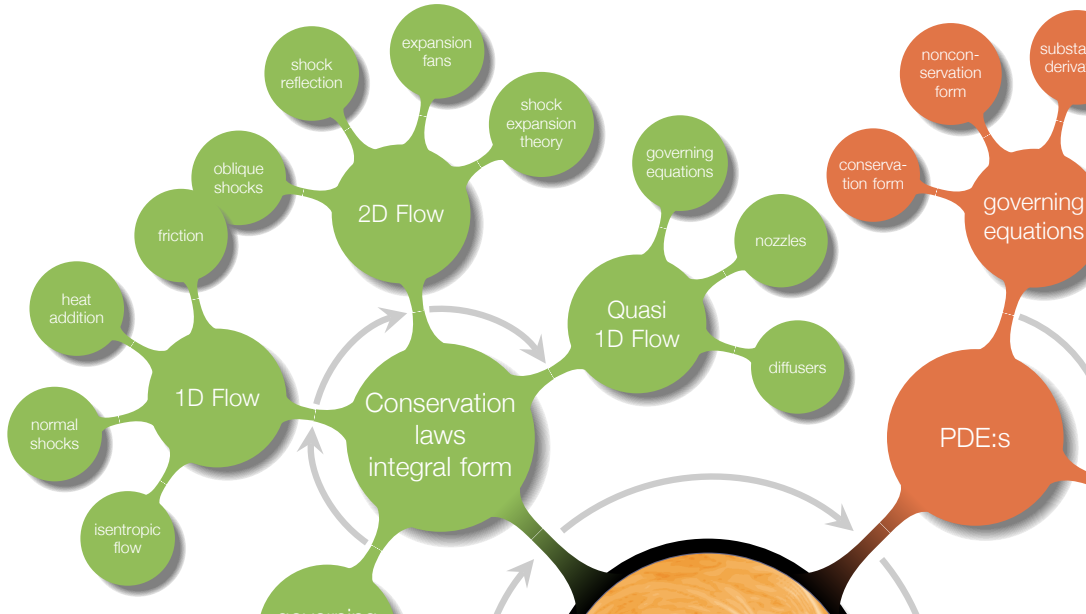 expansion
fans
shock
reflection
shock
expansion
theory
oblique
shocks
2D Flow
friction
heat
addition
1D Flow
normal
shocks
isentropic
flow
governing
equations
nozzles
Quasi
1D Flow
diffusers
Conservation
laws
integral form
noncon-
servation
form
conserva-
tion form
governing
equations
PDE:s